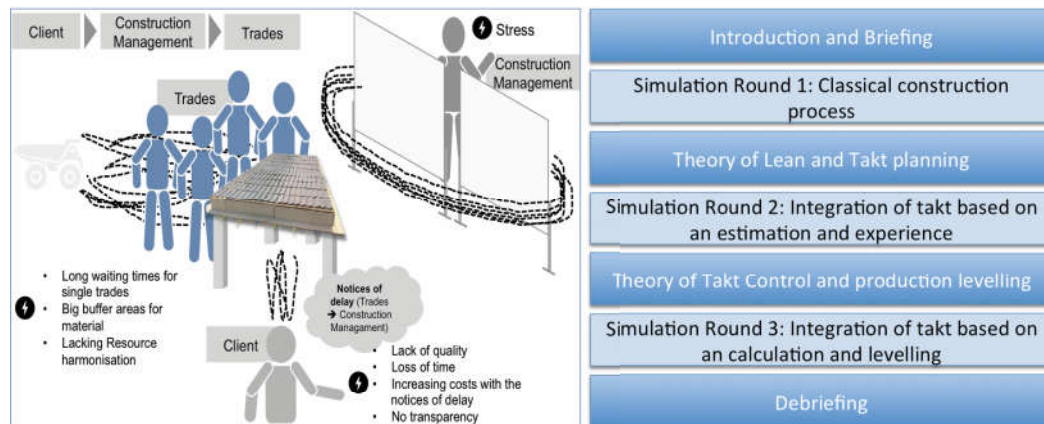 Client
Construction
Management
Trades
Stress
Construction
Management
Trades
• Long waiting times for
single trades
• Big buffer areas for
material
• Lacking Resource
harmonisation
Notices of
delay (Trades
→ Construction
Managament)
Client
• Lack of quality
• Loss of time
• Increasing costs with the
notices of delay
• No transparency
Introduction and Briefing
Simulation Round 1: Classical construction
process
Theory of Lean and Takt planning
Simulation Round 2: Integration of takt based on
an estimation and experience
Theory of Takt Control and production levelling
Simulation Round 3: Integration of takt based on
an calculation and levelling
Debriefing